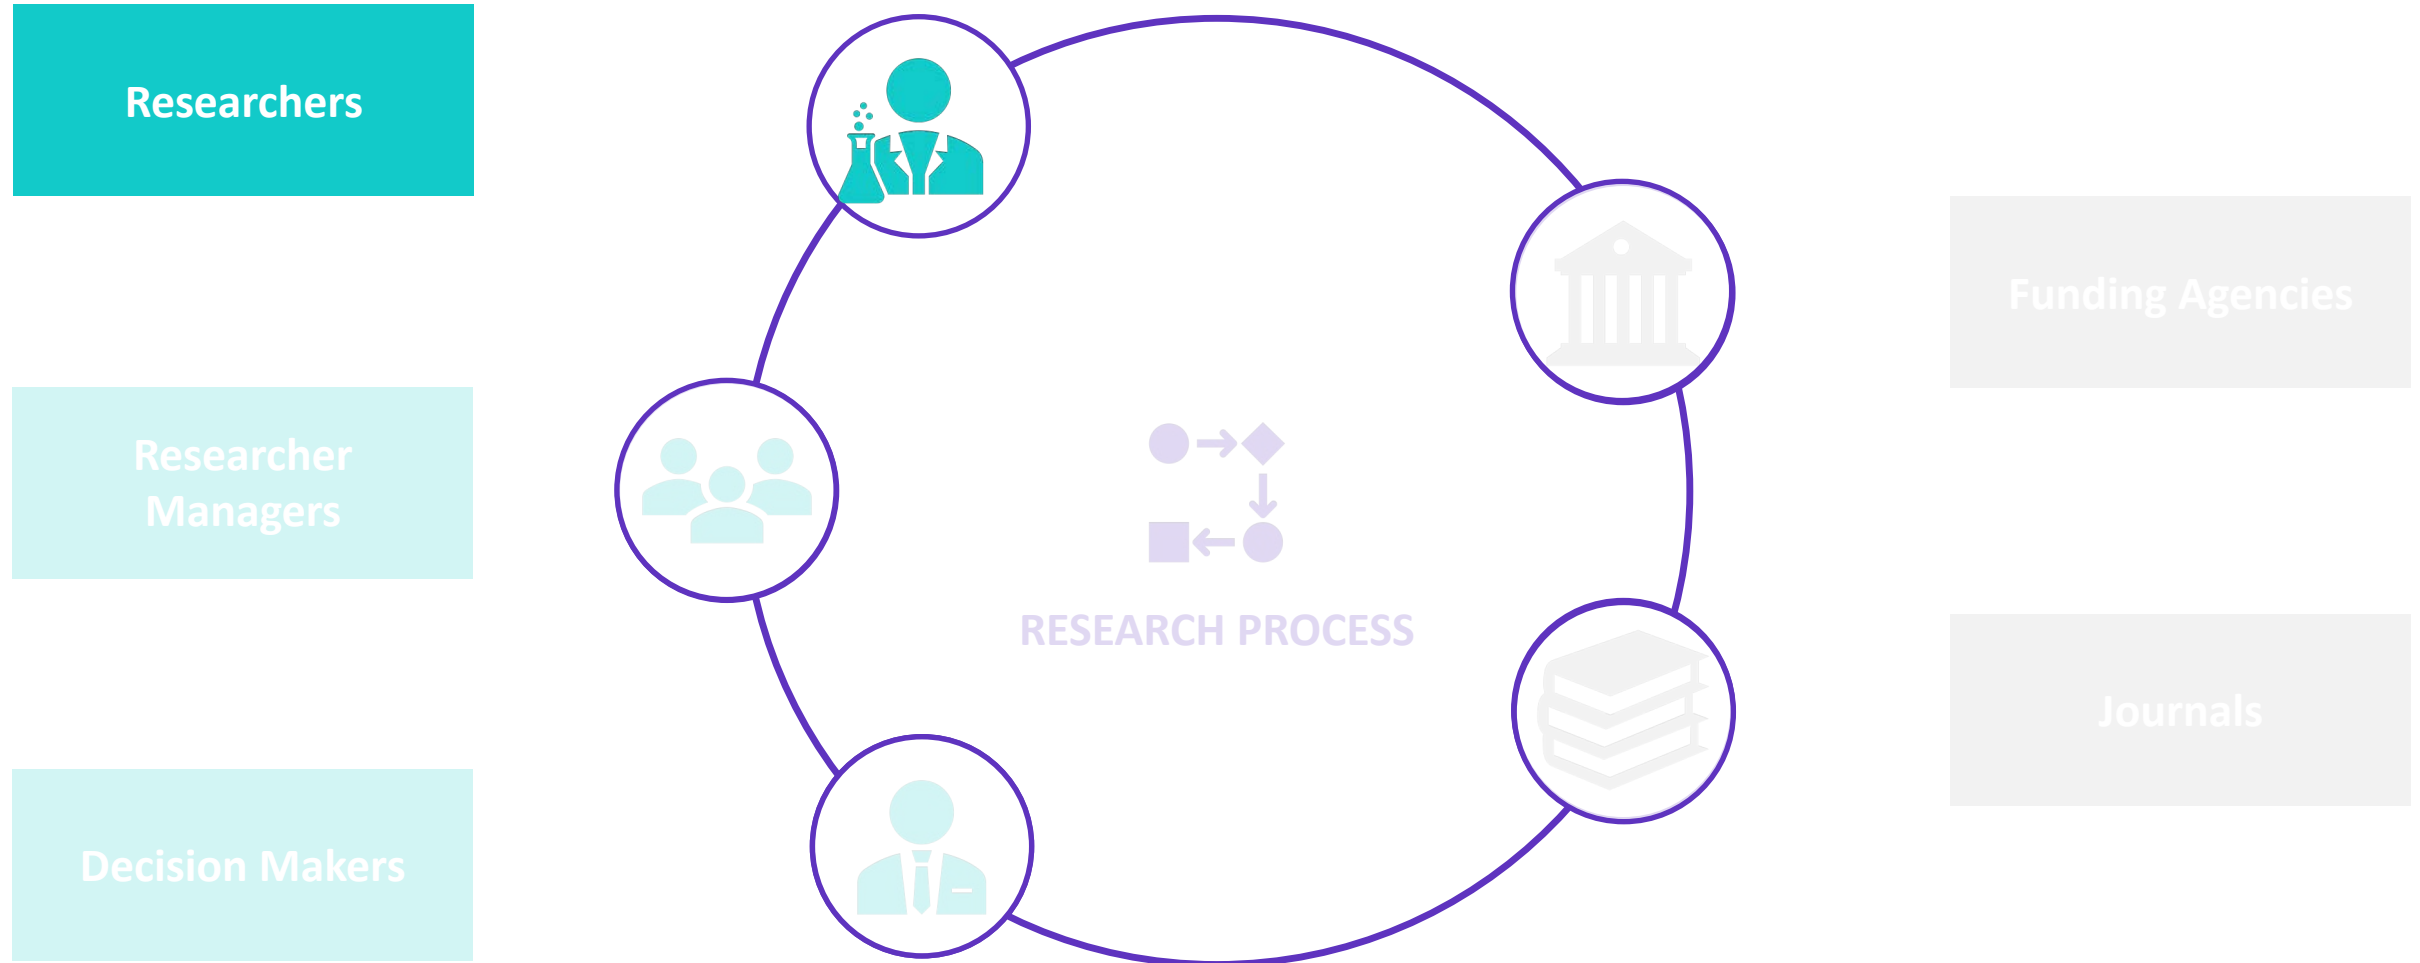 Researchers
Researcher
Managers
Decision Makers
RESEARCH PROCESS
Funding Agencies
Journals